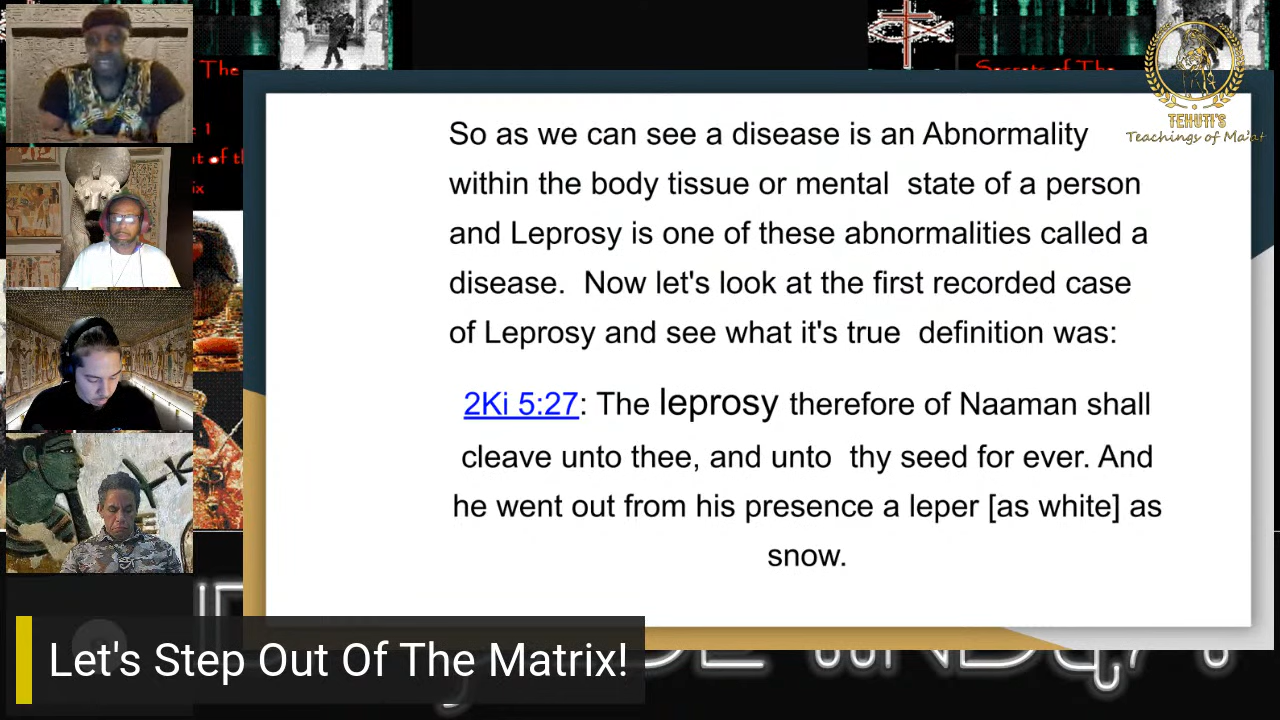 The
Secrets of The
TEHUTI'S
Teachings of Ma'at
So as we can see a disease is an Abnormality
within the body tissue or mental state of a person
and Leprosy is one of these abnormalities called a
disease. Now let's look at the first recorded case
of Leprosy and see what it's true definition was:
2Ki 5:27: The leprosy therefore of Naaman shall
cleave unto thee, and unto thy seed for ever. And
he went out from his presence a leper [as white] as
snow.
Let's Step Out Of The Matrix!